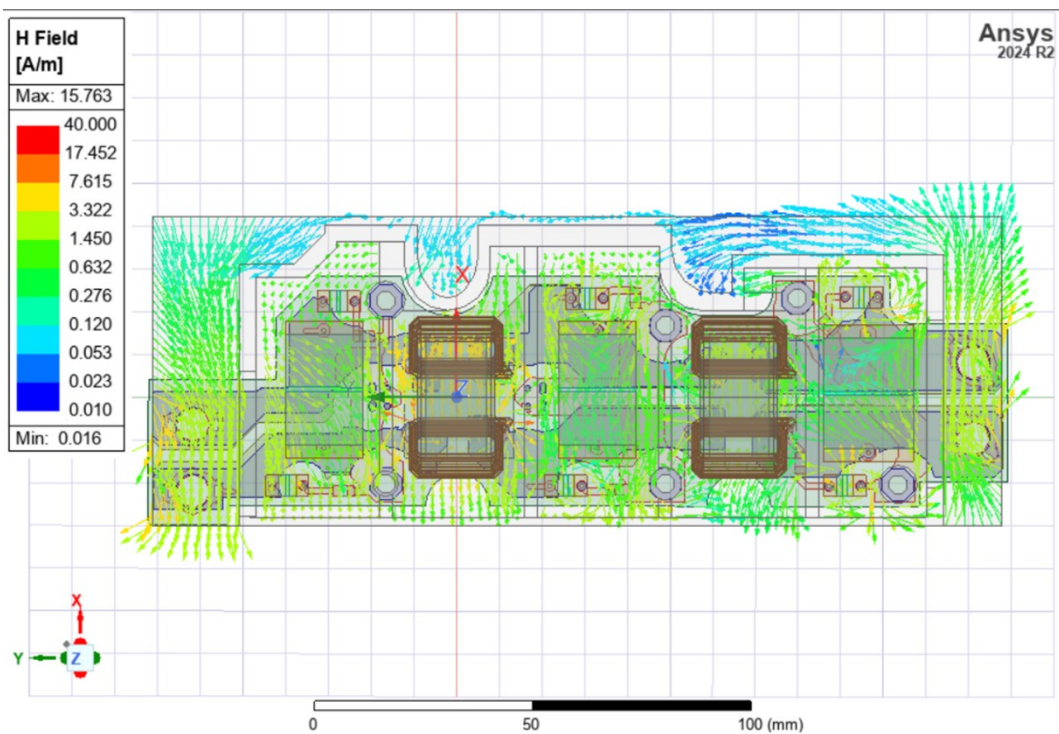 H Field
[A/m]
Max: 15.763
40.000
17.452
7.615
3.322
1.450
0.632
0.276
0.120
0.053
0.023
0.010
Min: 0.016
Ansys
2024 R2
X
Z
X
Y
Z
0
50
100 (mm)